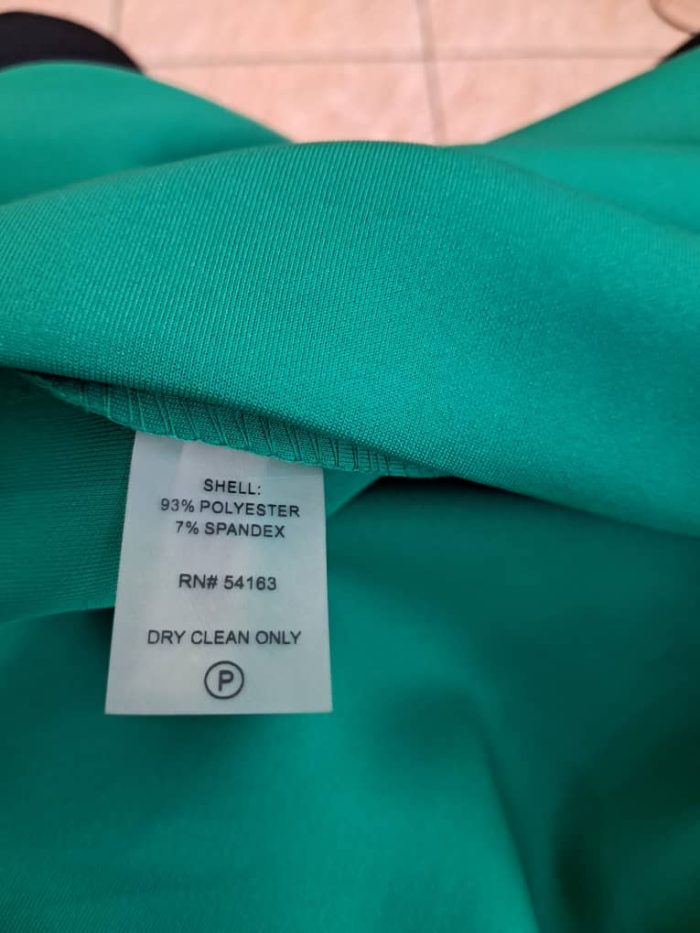 SHELL:
93% POLYESTER
7% SPANDEX
RN# 54163
DRY CLEAN ONLY
P